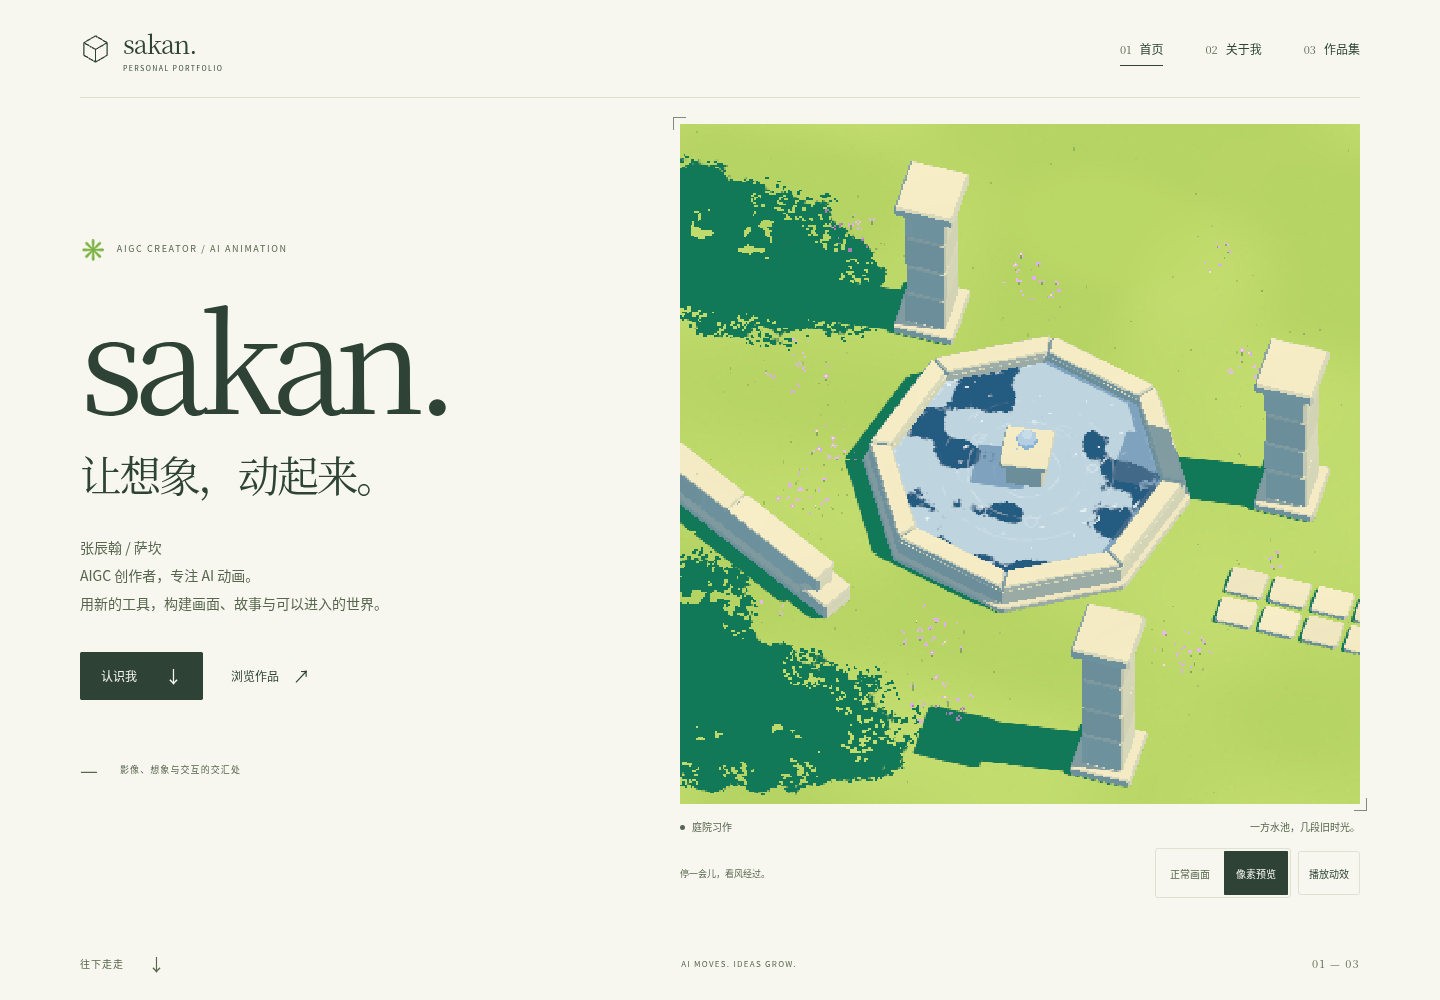 sakan.
PERSONAL PORTFOLIO
01 首页
02 关于我
03 作品集
AIGC CREATOR / AI ANIMATION
sakan.
让想象，动起来。
张辰翰 / 萨坎
AIGC 创作者，专注 AI 动画。
用新的工具，构建画面、故事与可以进入的世界。
认识我 ↓
浏览作品 ↗
— 影像、想象与交互的交汇处
庭院习作
一方水池，几段旧时光。
停一会儿，看风经过。
正常画面
像素预览
播放动效
往下走走 ↓
AI MOVES. IDEAS GROW.
01 — 03